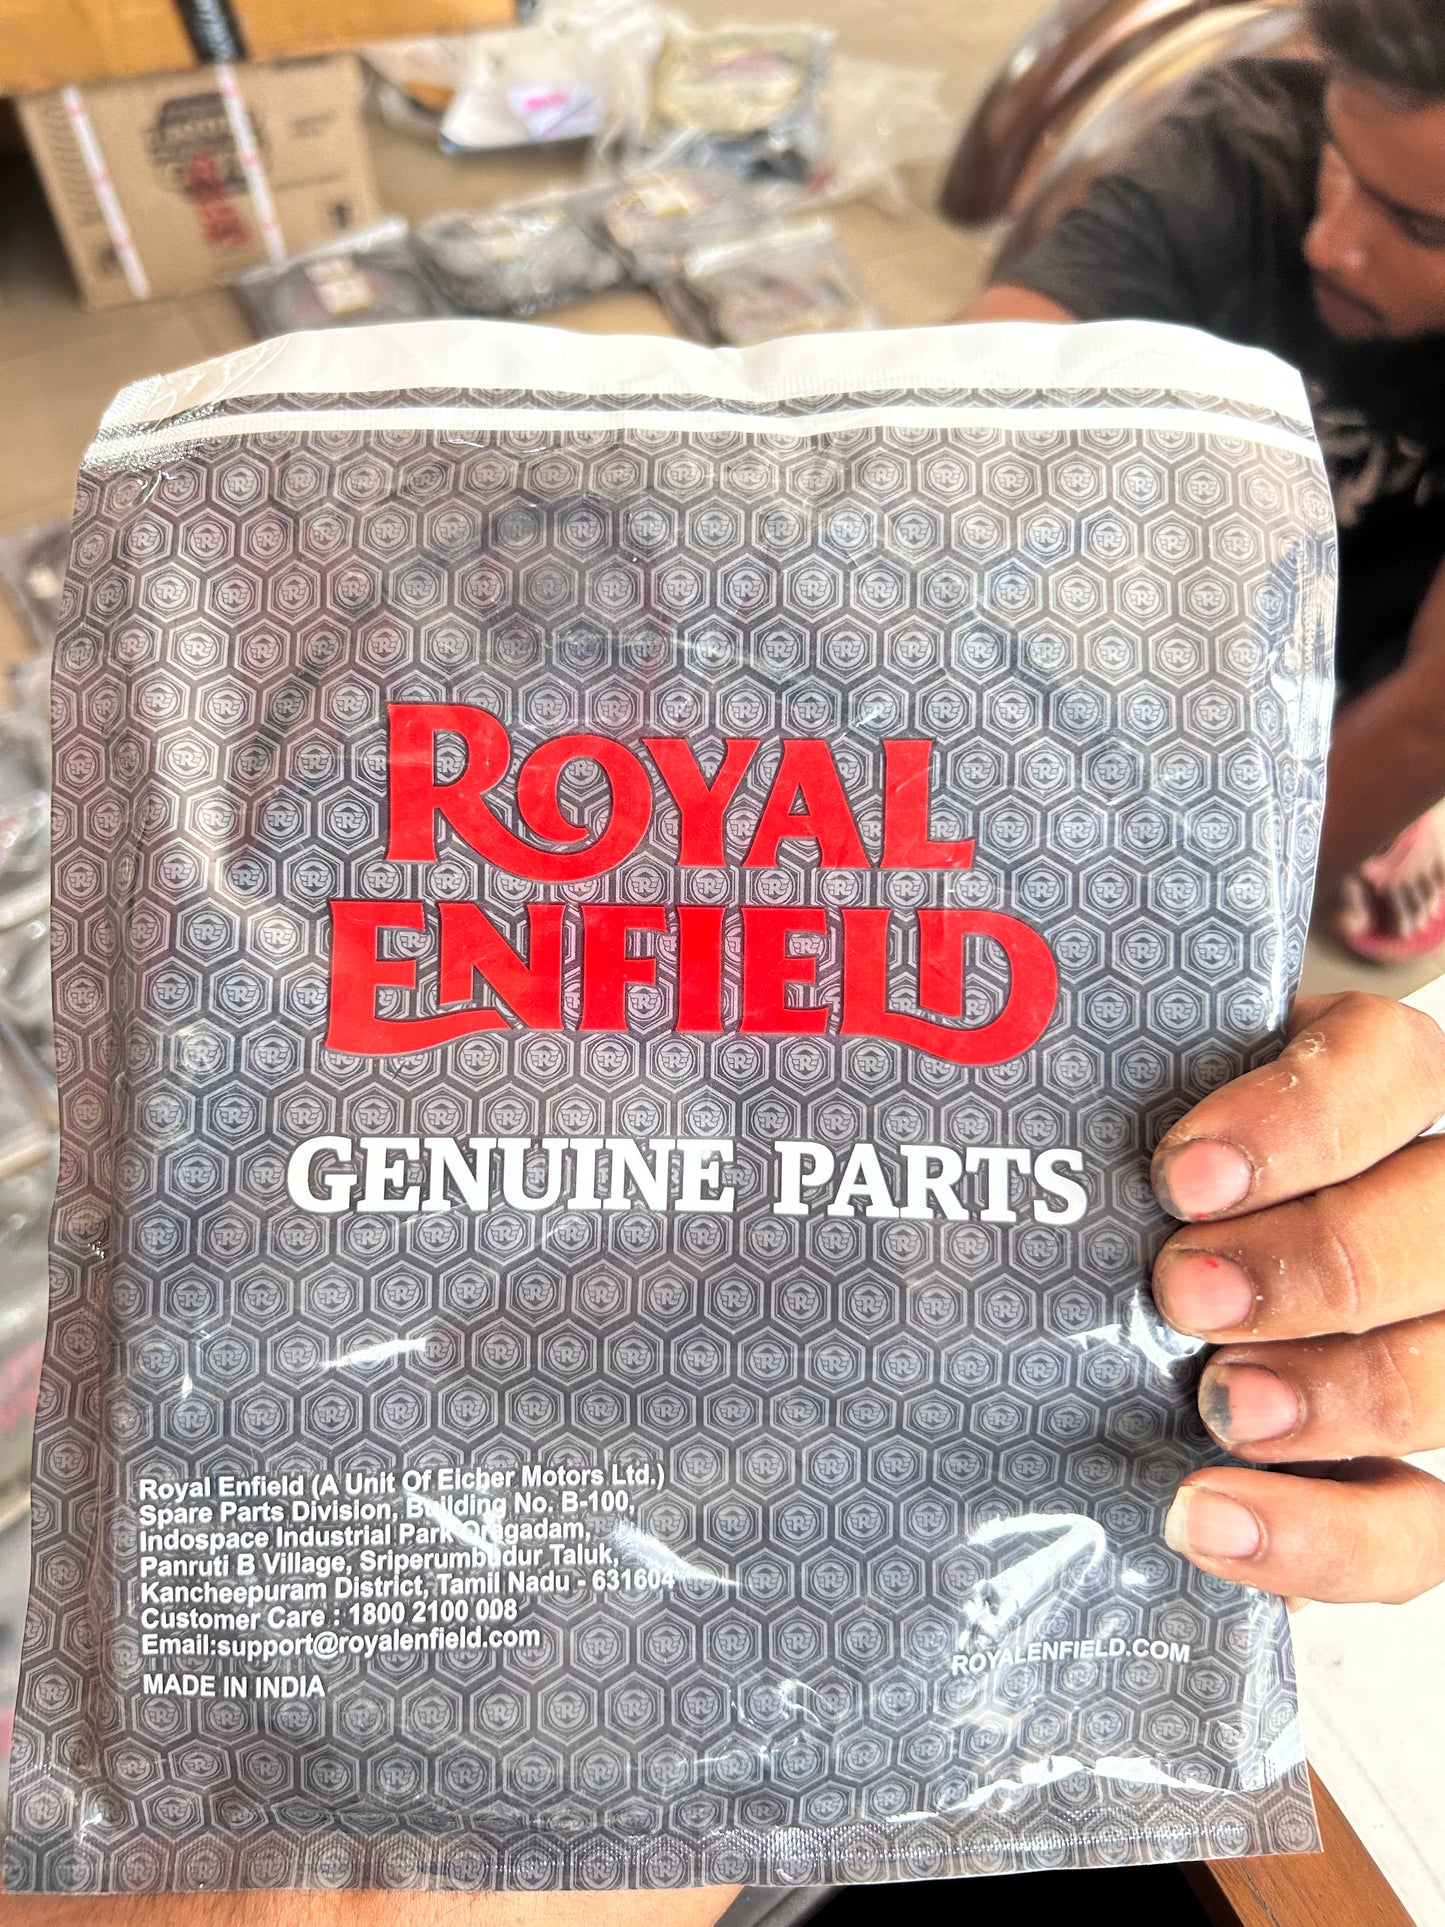 ROYAL
ENFIELD
GENUINE PARTS
Royal Enfield (A Unit Of Eicher Motors Ltd.)
Spare Parts Division, Building No. B-100,
Indospace Industrial Park Oragadam,
Panruti B Village, Sriperumbudur Taluk,
Kancheepuram District, Tamil Nadu - 631604
Customer Care : 1800 2100 008
Email:support@royalenfield.com
MADE IN INDIA
ROYALENFIELD.COM